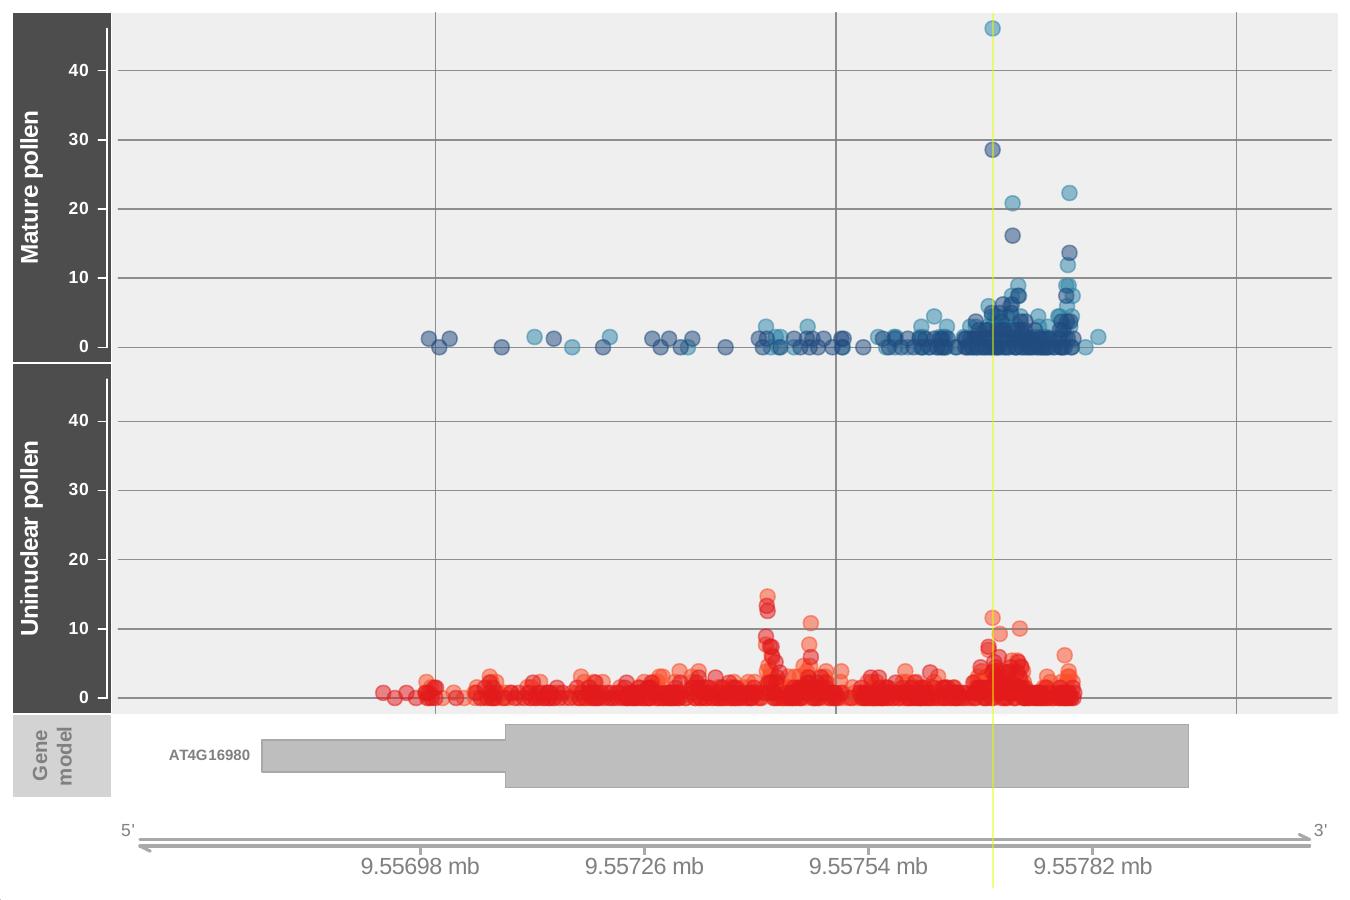 Mature pollen
40
30
20
10
0
Uninuclear pollen
40
30
20
10
0
Gene
model
AT4G16980
5'
3'
9.55698 mb
9.55726 mb
9.55754 mb
9.55782 mb